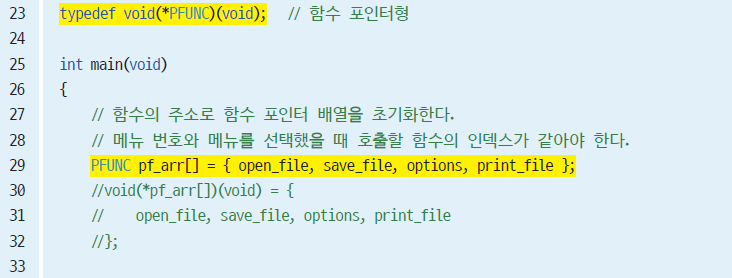 23 typedef void(*PFUNC)(void); // 함수 포인터형
24
25 int main(void)
26 {
27 // 함수의 주소로 함수 포인터 배열을 초기화한다.
28 // 메뉴 번호와 메뉴를 선택했을 때 호출할 함수의 인덱스가 같아야 한다.
29 PFUNC pf_arr[] = { open_file, save_file, options, print_file };
30 //void(*pf_arr[])(void) = {
31 // open_file, save_file, options, print_file
32 //};
33